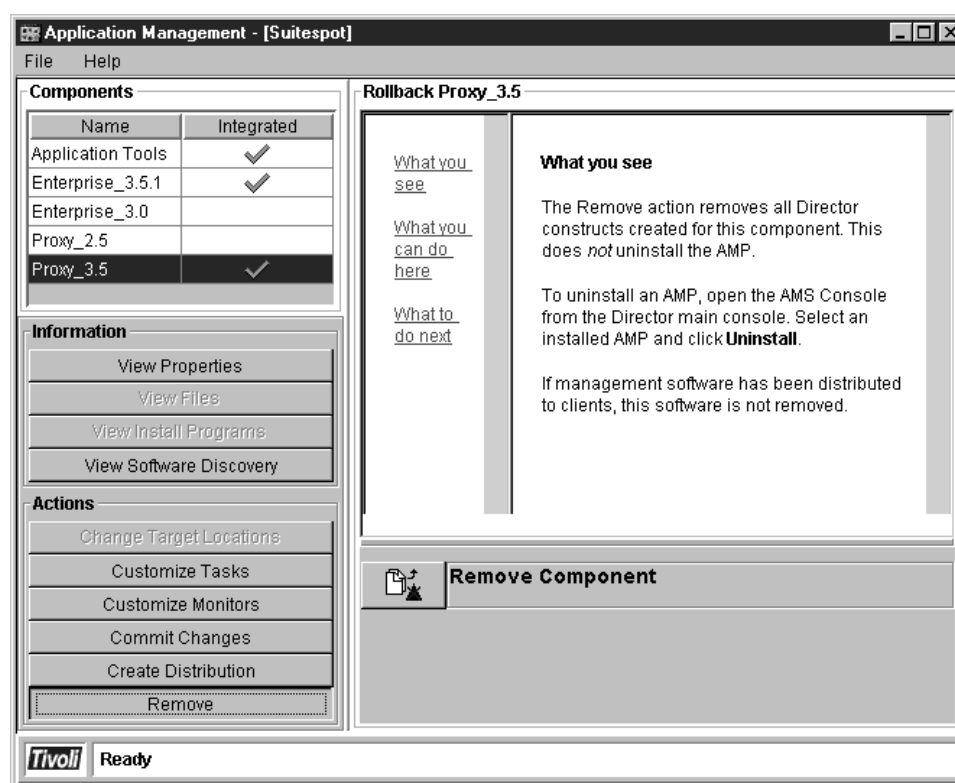 Application Management - [Suitespot]
File Help
Components
Name Integrated
Application Tools
Enterprise_3.5.1
Enterprise_3.0
Proxy_2.5
Proxy_3.5
Information
View Properties
View Files
View Install Programs
View Software Discovery
Actions
Change Target Locations
Customize Tasks
Customize Monitors
Commit Changes
Create Distribution
Remove
Rollback Proxy_3.5
What you
see
What you
can do
here
What to
do next
What you see
The Remove action removes all Director
constructs created for this component. This
does not uninstall the AMP.
To uninstall an AMP, open the AMS Console
from the Director main console. Select an
installed AMP and click Uninstall.
If management software has been distributed
to clients, this software is not removed.
Remove Component
Tivoli Ready